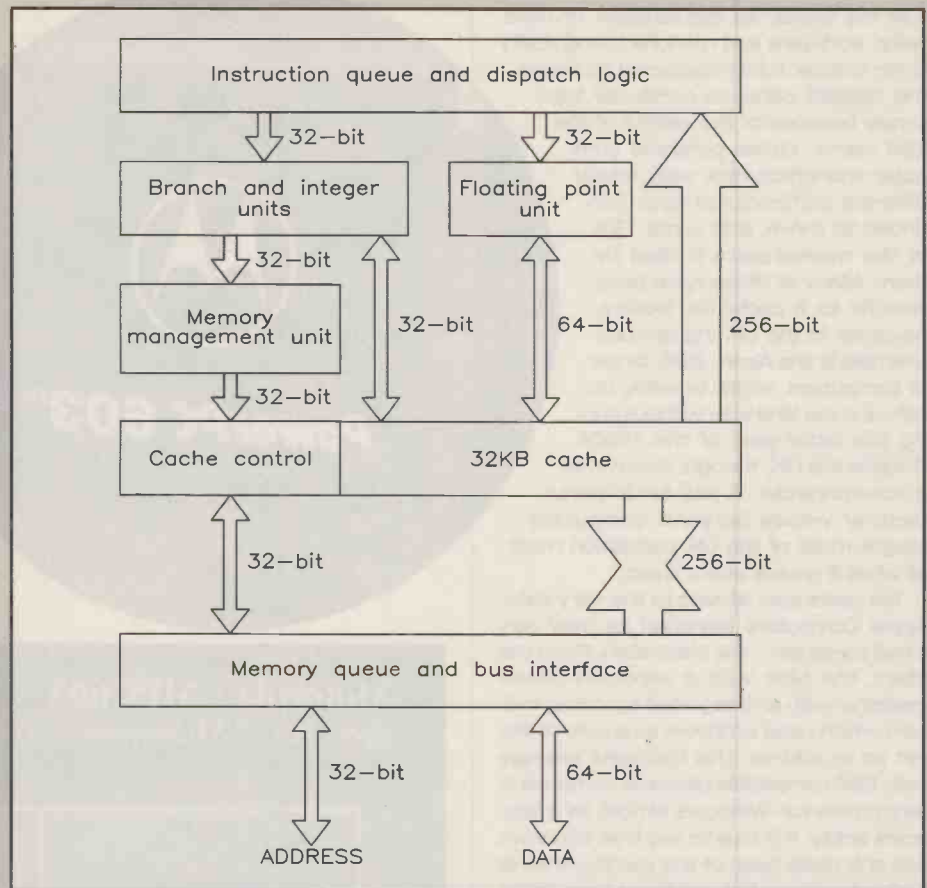 Instruction queue and dispatch logic
32-bit
32-bit
Branch and integer
units
Floating point
unit
32-bit
Memory
management unit
32-bit
64-bit
256-bit
32-bit
Cache control
32KB cache
32-bit
256-bit
Memory queue and bus interface
32-bit
64-bit
ADDRESS
DATA